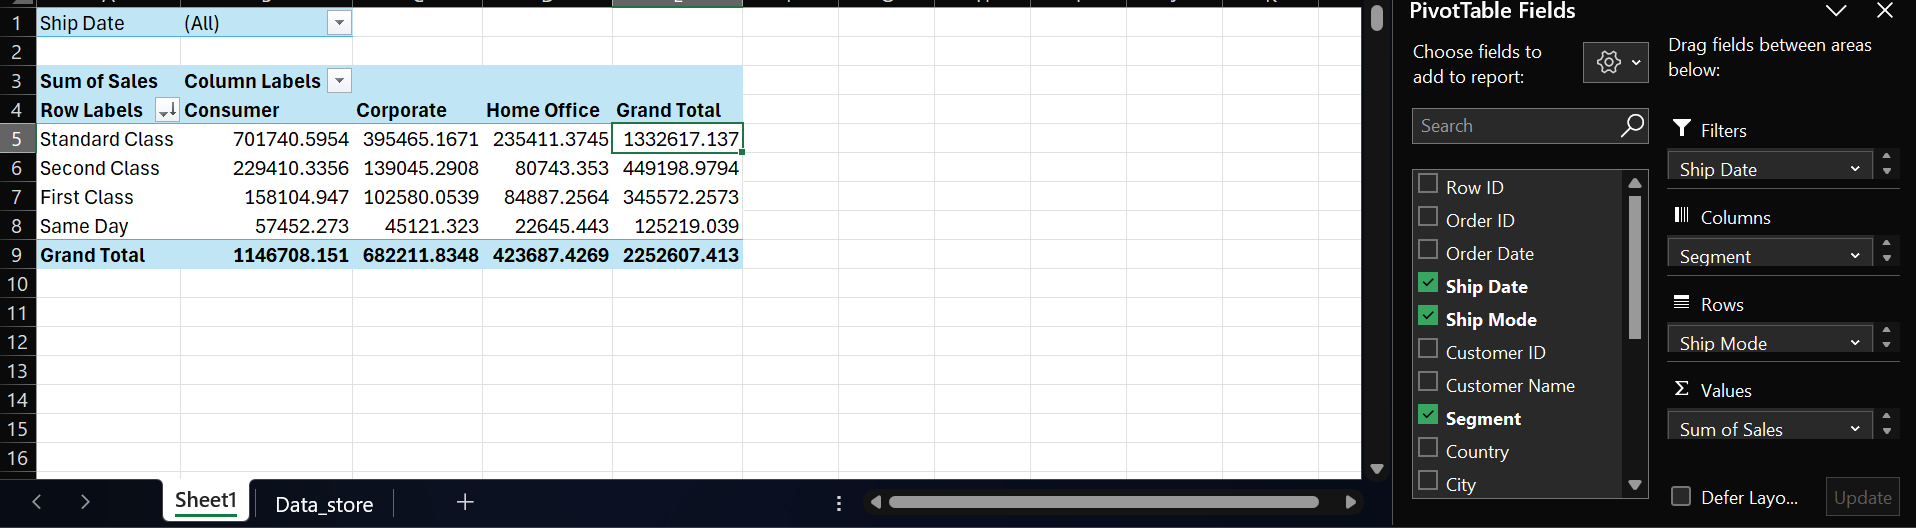 1 Ship Date (All)
2
3 Sum of Sales Column Labels
4 Row Labels Consumer Corporate Home Office Grand Total
5 Standard Class 701740.5954 395465.1671 235411.3745 1332617.137
6 Second Class 229410.3356 139045.2908 80743.353 449198.9794
7 First Class 158104.947 102580.0539 84887.2564 345572.2573
8 Same Day 57452.273 45121.323 22645.443 125219.039
9 Grand Total 1146708.151 682211.8348 423687.4269 2252607.413
10
11
12
13
14
15
16
Sheet1 Data_store
PivotTable Fields
Choose fields to
add to report:
Search
Row ID
Order ID
Order Date
Ship Date
Ship Mode
Customer ID
Customer Name
Segment
Country
City
Drag fields between areas
below:
Filters
Ship Date
Columns
Segment
Rows
Ship Mode
Σ Values
Sum of Sales
Defer Layo... Update